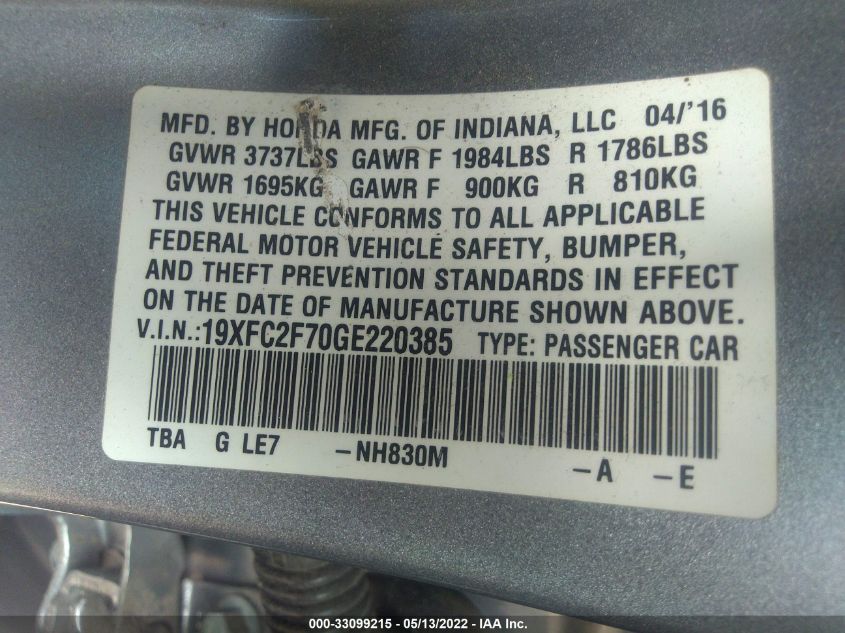 MFD. BY HONDA MFG. OF INDIANA, LLC 04/'16
GVWR 3737LBS GAWR F 1984LBS R 1786LBS
GVWR 1695KG GAWR F 900KG R 810KG
THIS VEHICLE CONFORMS TO ALL APPLICABLE
FEDERAL MOTOR VEHICLE SAFETY, BUMPER,
AND THEFT PREVENTION STANDARDS IN EFFECT
ON THE DATE OF MANUFACTURE SHOWN ABOVE.
V.I.N.:19XFC2F70GE220385 TYPE: PASSENGER CAR
TBA G LE7 -NH830M -A -E
000-33099215 - 05/13/2022 - IAA Inc.